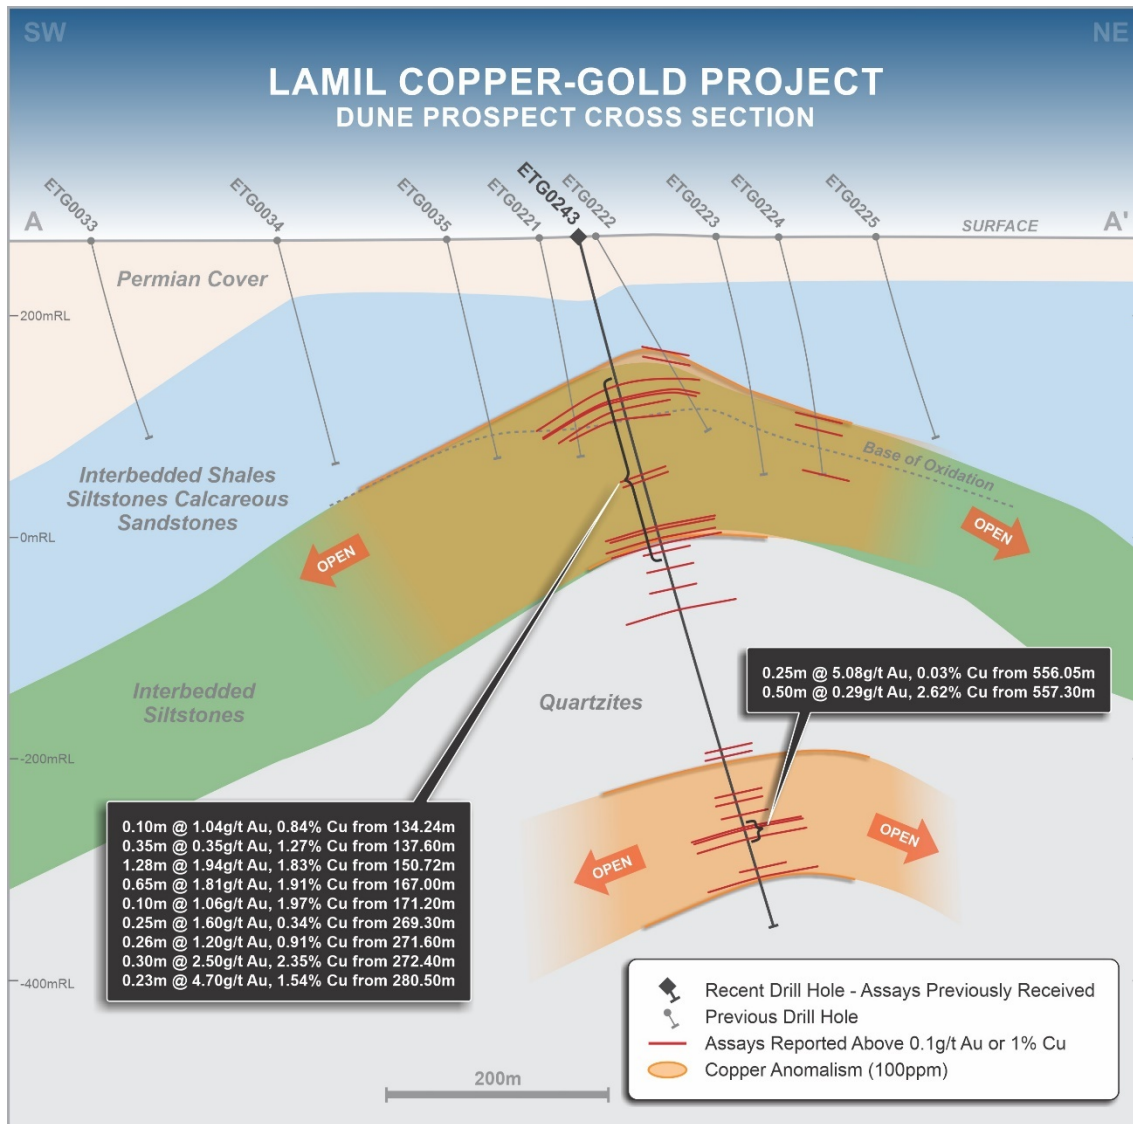 SW
NE
LAMIL COPPER-GOLD PROJECT
DUNE PROSPECT CROSS SECTION
ETG0033
ETG0034
ETG0035
ETG0221
ETG0243
ETG0222
ETG0223
ETG0224
ETG0225
A
SURFACE
A'
Permian Cover
200mRL
Interbedded Shales
Siltstones Calcareous
Sandstones
Base of Oxidation
0mRL
OPEN
OPEN
Interbedded
Siltstones
Quartzites
0.25m @ 5.08g/t Au, 0.03% Cu from 556.05m
0.50m @ 0.29g/t Au, 2.62% Cu from 557.30m
-200mRL
0.10m @ 1.04g/t Au, 0.84% Cu from 134.24m
0.35m @ 0.35g/t Au, 1.27% Cu from 137.60m
1.28m @ 1.94g/t Au, 1.83% Cu from 150.72m
0.65m @ 1.81g/t Au, 1.91% Cu from 167.00m
0.10m @ 1.06g/t Au, 1.97% Cu from 171.20m
0.25m @ 1.60g/t Au, 0.34% Cu from 269.30m
0.26m @ 1.20g/t Au, 0.91% Cu from 271.60m
0.30m @ 2.50g/t Au, 2.35% Cu from 272.40m
0.23m @ 4.70g/t Au, 1.54% Cu from 280.50m
OPEN
OPEN
-400mRL
Recent Drill Hole - Assays Previously Received
Previous Drill Hole
Assays Reported Above 0.1g/t Au or 1% Cu
Copper Anomalism (100ppm)
200m